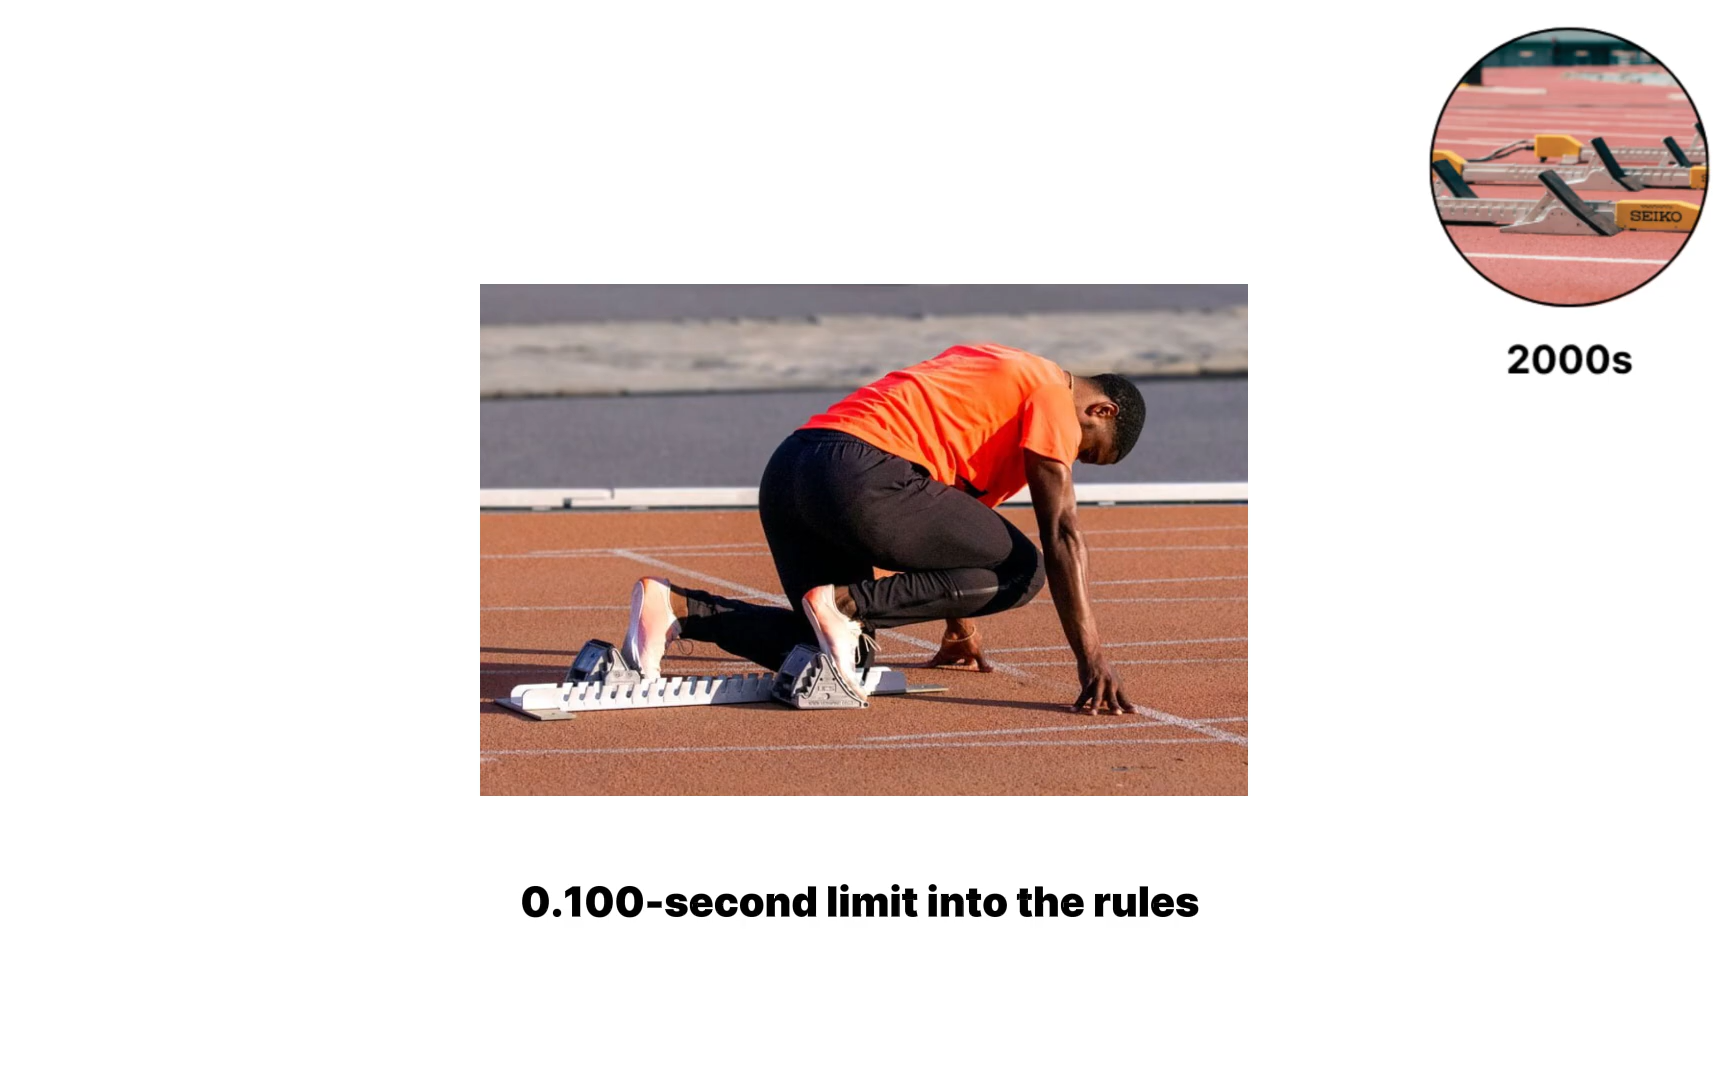 SEIKO
2000s
0.100-second limit into the rules